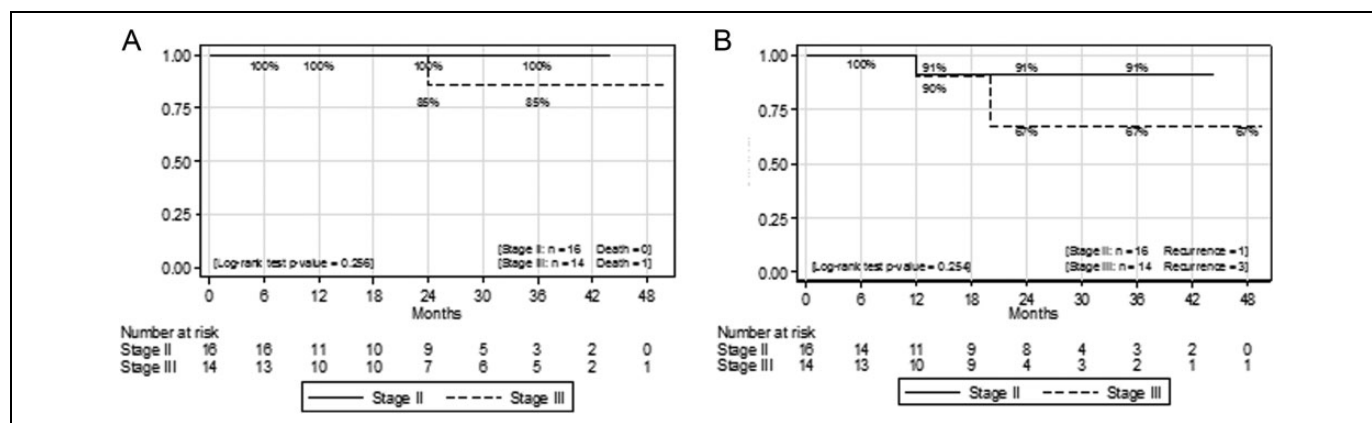 A
1.00
100% 100% 100% 100%
85% 85%
0.75
0.50
0.25
[Stage II: n = 16 Death = 0]
[Log-rank test p-value = 0.256] [Stage III: n = 14 Death = 1]
0.00
0 6 12 18 24 30 36 42 48
Months
Number at risk
Stage II 16 16 11 10 9 5 3 2 0
Stage III 14 13 10 10 7 6 5 2 1
Stage II Stage III
B
1.00
100% 91% 91% 91%
90%
0.75
67% 67% 67%
0.50
0.25
[Stage II: n = 16 Recurrence = 1]
[Log-rank test p-value = 0.254] [Stage III: n = 14 Recurrence = 3]
0.00
0 6 12 18 24 30 36 42 48
Months
Number at risk
Stage II 16 14 11 9 8 4 3 2 0
Stage III 14 13 10 9 4 3 2 1 1
Stage II Stage III